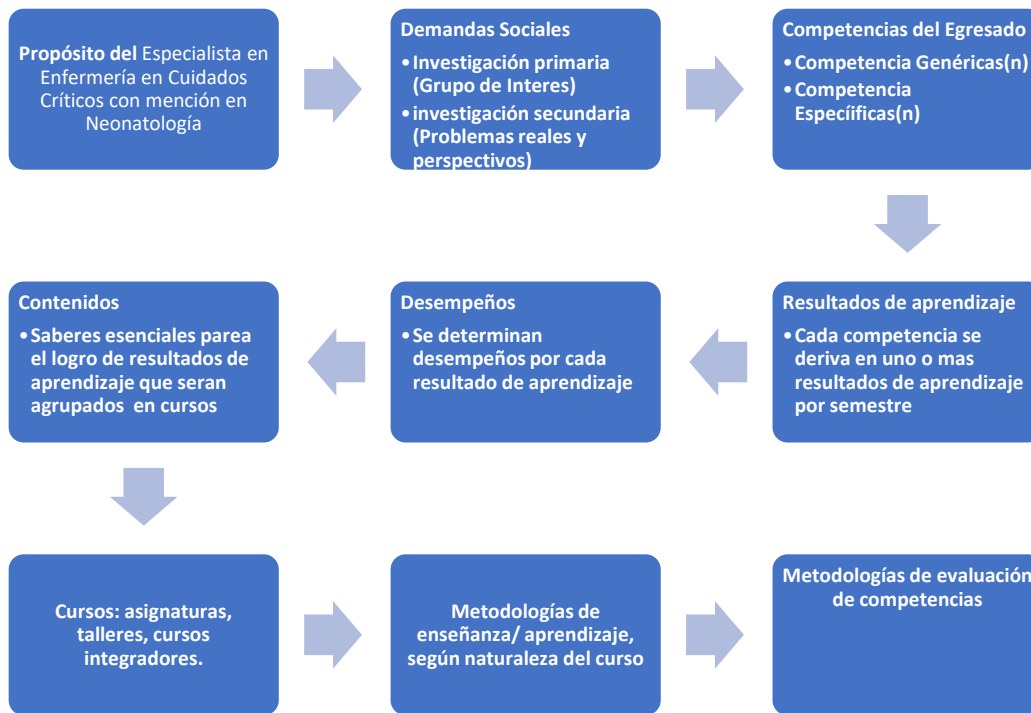 Propósito del Especialista en
Enfermería en Cuidados
Críticos con mención en
Neonatología
Demandas Sociales
•Investigación primaria
(Grupo de Interes)
•investigación secundaria
(Problemas reales y
perspectivos)
Competencias del Egresado
•Competencia Genéricas(n)
•Competencia
Especíificas(n)
Resultados de aprendizaje
•Cada competencia se
deriva en uno o mas
resultados de aprendizaje
por semestre
Desempeños
•Se determinan
desempeños por cada
resultado de aprendizaje
Contenidos
•Saberes esenciales parea
el logro de resultados de
aprendizaje que seran
agrupados en cursos
Cursos: asignaturas,
talleres, cursos
integradores.
Metodologías de
enseñanza/ aprendizaje,
según naturaleza del curso
Metodologías de evaluación
de competencias